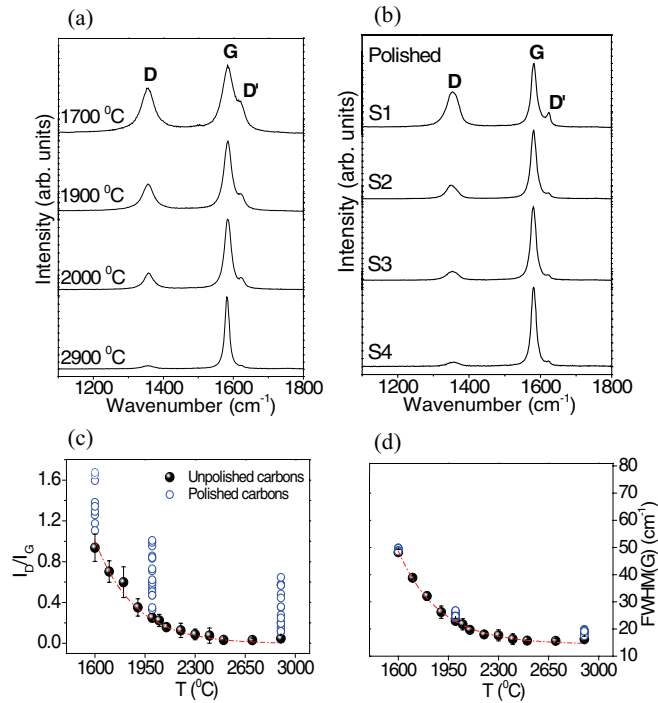 (a)
D
G
D'
1700 ⁰C
1900 ⁰C
2000 ⁰C
2900 ⁰C
Intensity (arb. units)
1200 1400 1600 1800
Wavenumber (cm⁻¹)
(b)
Polished
D
G
D'
S1
S2
S3
S4
Intensity (arb. units)
1200 1400 1600 1800
Wavenumber (cm⁻¹)
(c)
Unpolished carbons
Polished carbons
1.6
1.2
0.8
0.4
0.0
I_D/I_G
1600 1950 2300 2650 3000
T (⁰C)
(d)
80
70
60
50
40
30
20
10
FWHM(G) (cm⁻¹)
1600 1950 2300 2650 3000
T (⁰C)